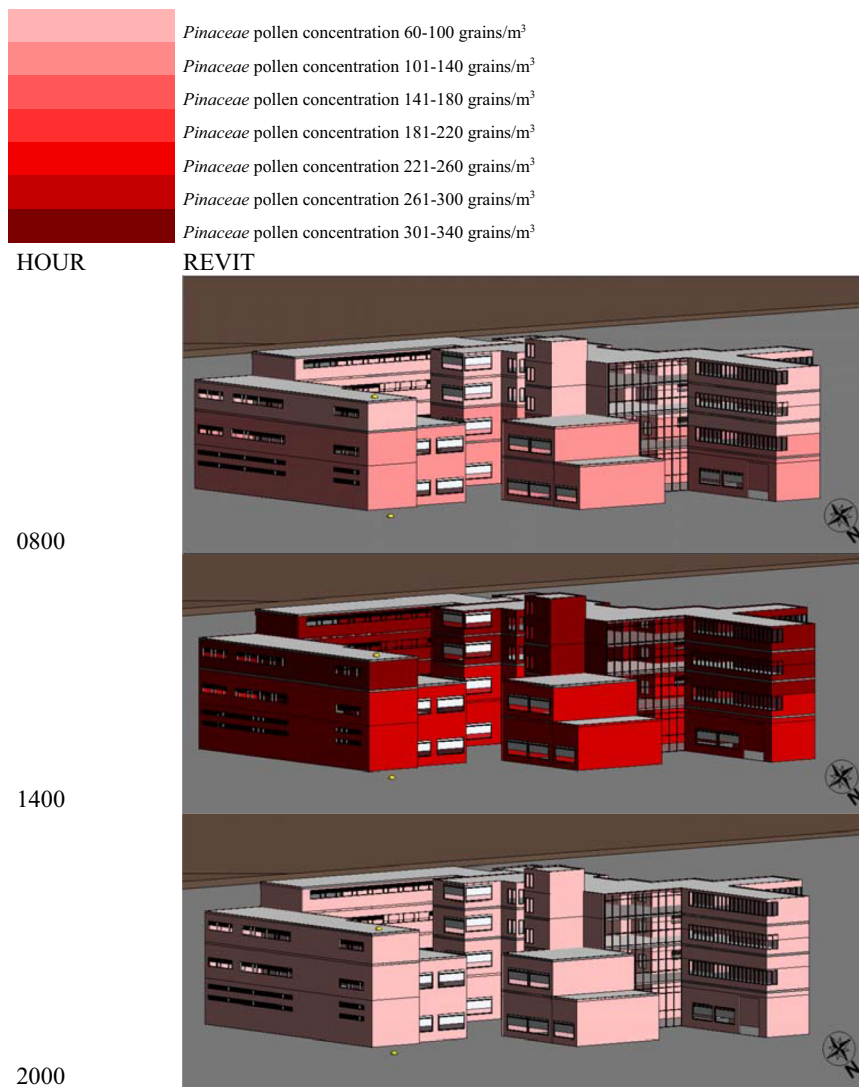 Pinaceae pollen concentration 60-100 grains/m³
Pinaceae pollen concentration 101-140 grains/m³
Pinaceae pollen concentration 141-180 grains/m³
Pinaceae pollen concentration 181-220 grains/m³
Pinaceae pollen concentration 221-260 grains/m³
Pinaceae pollen concentration 261-300 grains/m³
Pinaceae pollen concentration 301-340 grains/m³
HOUR REVIT
N
0800
N
1400
N
2000